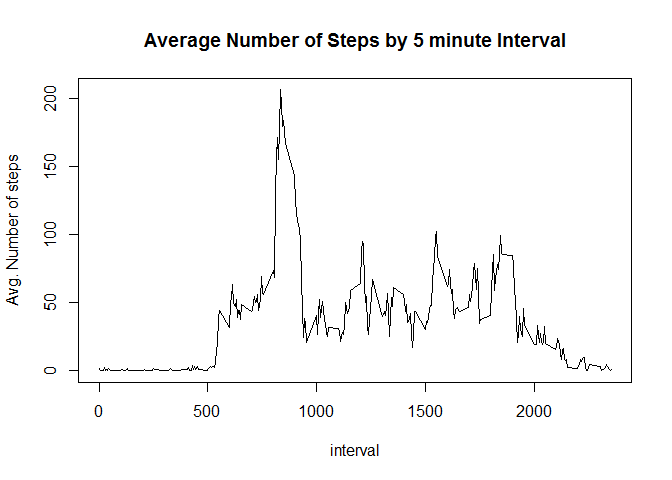 Average Number of Steps by 5 minute Interval
Avg. Number of steps
200
150
100
50
0
0 500 1000 1500 2000
interval